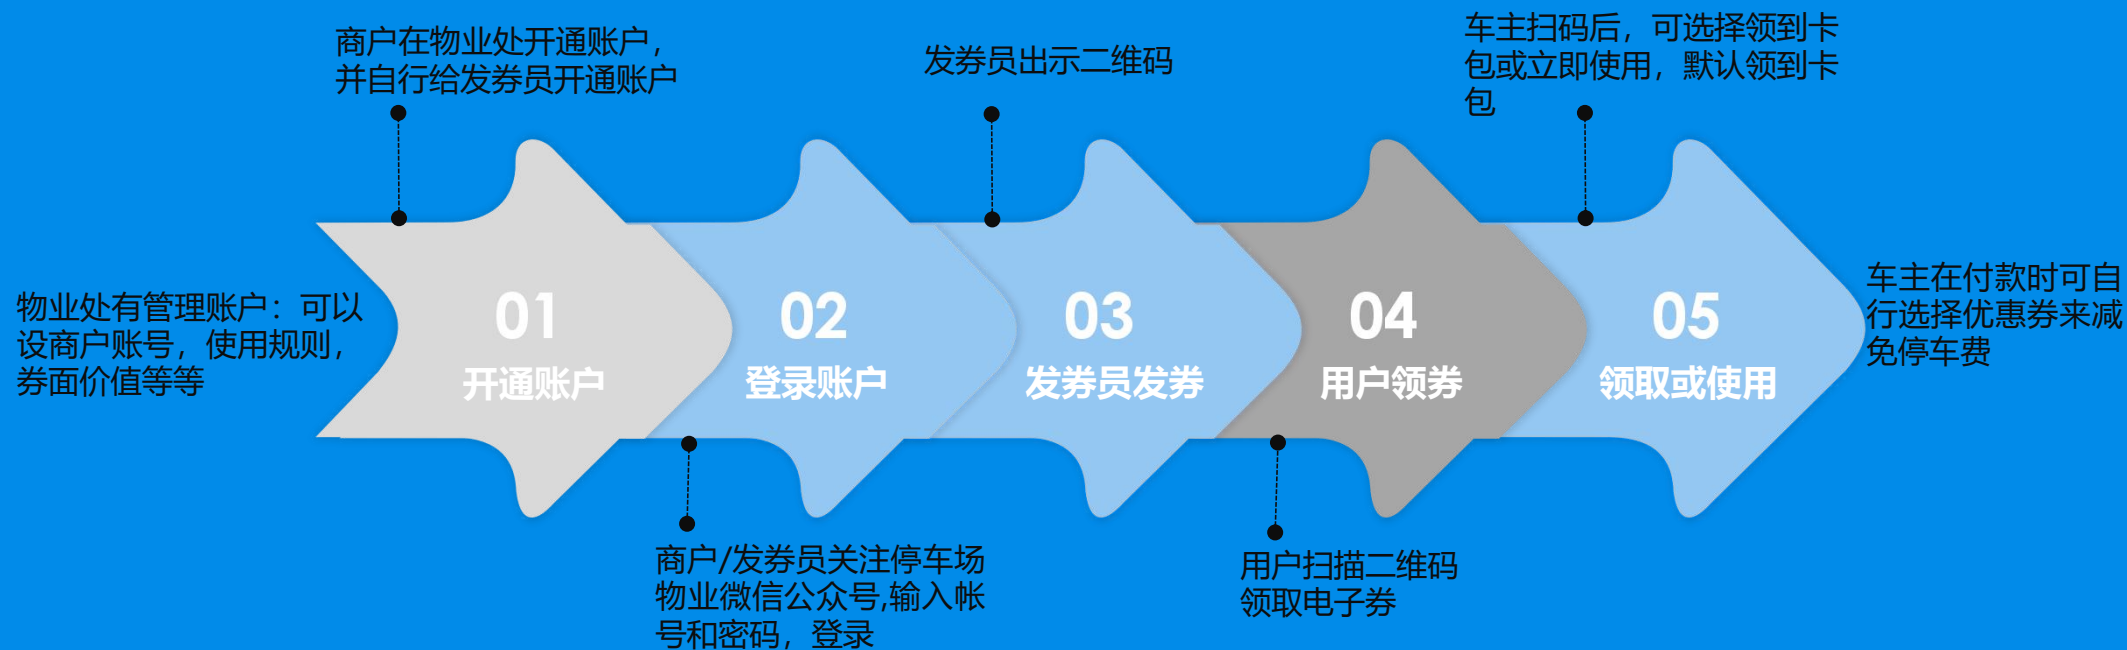 物业处有管理账户：可以
设商户账号，使用规则，
券面价值等等
商户在物业处开通账户，
并自行给发券员开通账户
01
开通账户
02
登录账户
商户/发券员关注停车场
物业微信公众号,输入帐
号和密码，登录
发券员出示二维码
03
发券员发券
04
用户领券
用户扫描二维码
领取电子券
车主扫码后，可选择领到卡
包或立即使用，默认领到卡
包
05
领取或使用
车主在付款时可自
行选择优惠券来减
免停车费